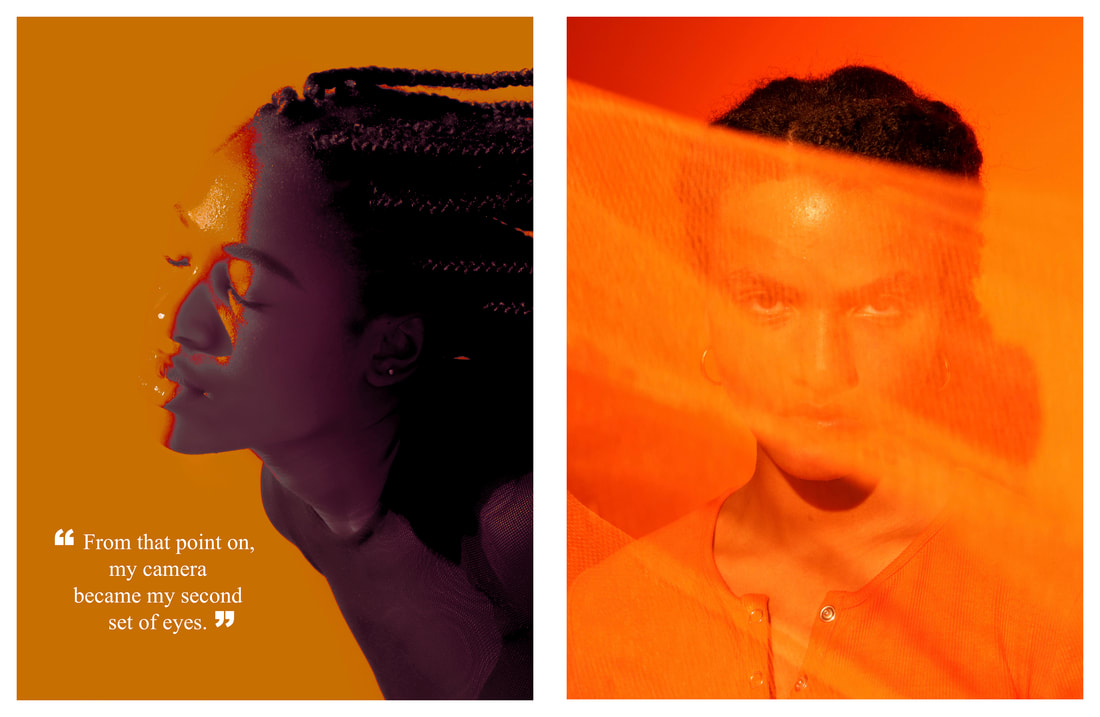 “ From that point on,
my camera
became my second
set of eyes. ”